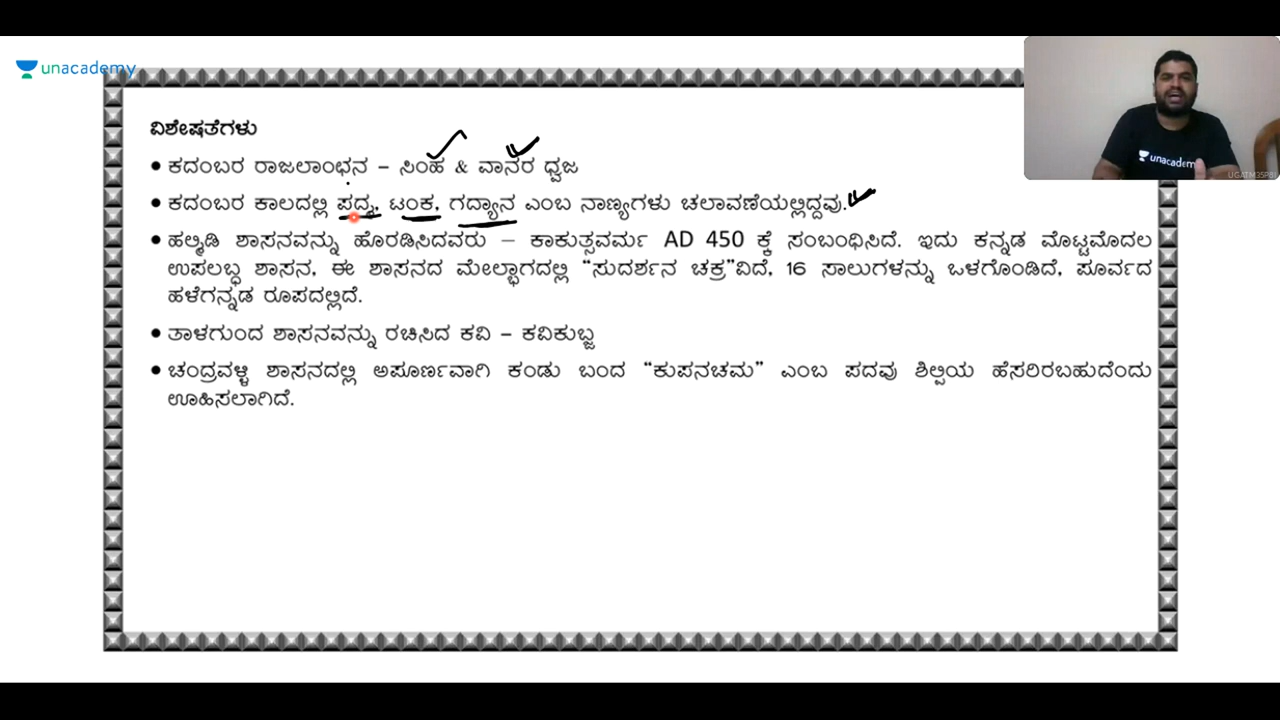 unacademy
ವಿಶೇಷತೆಗಳು
• ಕದಂಬರ ರಾಜಲಾಂಛನ – ಸಿಂಹ & ವಾನರ ಧ್ವಜ
• ಕದಂಬರ ಕಾಲದಲ್ಲಿ ಪದ್ಮ, ಟಂಕ, ಗದ್ಯಾನ ಎಂಬ ನಾಣ್ಯಗಳು ಚಲಾವಣೆಯಲ್ಲಿದ್ದವು.
• ಹಲ್ಮಿಡಿ ಶಾಸನವನ್ನು ಹೊರಡಿಸಿದವರು – ಕಾಕುತ್ಸವರ್ಮ AD 450 ಕ್ಕೆ ಸಂಬಂಧಿಸಿದೆ. ಇದು ಕನ್ನಡ ಮೊಟ್ಟಮೊದಲ
ಉಪಲಬ್ಧ ಶಾಸನ, ಈ ಶಾಸನದ ಮೇಲ್ಭಾಗದಲ್ಲಿ “ಸುದರ್ಶನ ಚಕ್ರ”ವಿದೆ, 16 ಸಾಲುಗಳನ್ನು ಒಳಗೊಂಡಿದೆ, ಪೂರ್ವದ
ಹಳೆಗನ್ನಡ ರೂಪದಲ್ಲಿದೆ.
• ತಾಳಗುಂದ ಶಾಸನವನ್ನು ರಚಿಸಿದ ಕವಿ – ಕವಿಕುಬ್ಜ
• ಚಂದ್ರವಳ್ಳಿ ಶಾಸನದಲ್ಲಿ ಅಪೂರ್ಣವಾಗಿ ಕಂಡು ಬಂದ “ಕುಪನಚಮ” ಎಂಬ ಪದವು ಶಿಲ್ಪಿಯ ಹೆಸರಿರಬಹುದೆಂದು
ಊಹಿಸಲಾಗಿದೆ.
unacademy